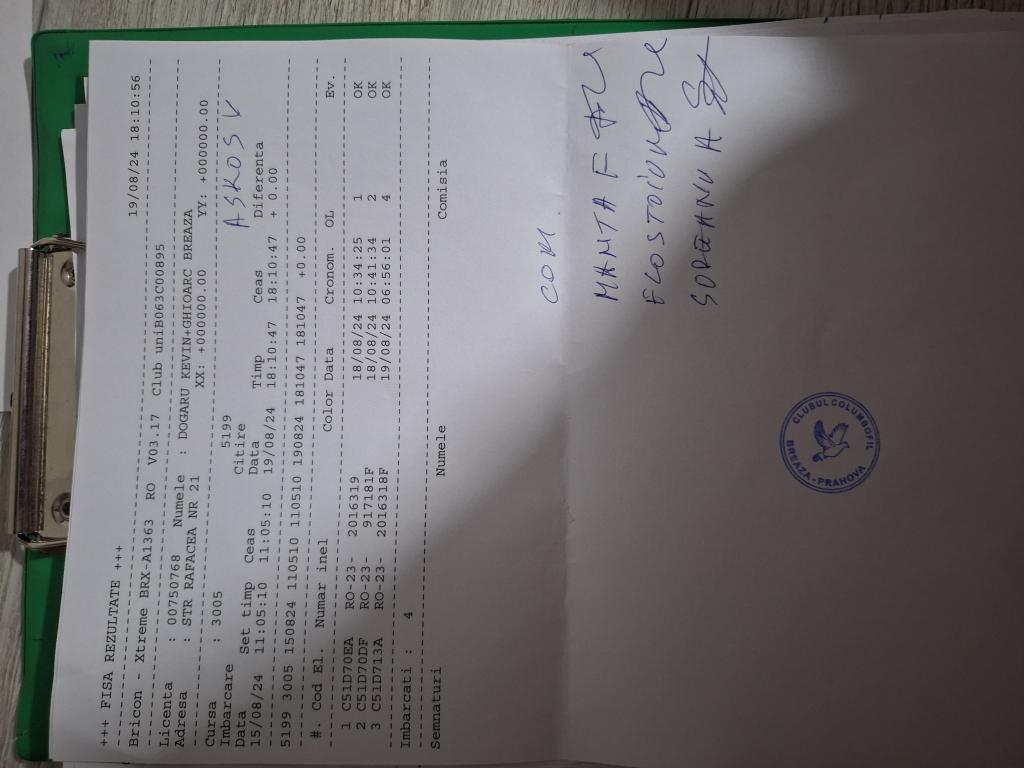 +++ FISA REZULTATE +++
19/08/24 18:10:56
Bricon - Xtreme BRX-A1363 RO V03.17 Club uniB063C00895
Licenta : 00750768 Numele : DOGARU KEVIN+GHIOARC BREAZA
Adresa : STR RAFACEA NR 21
XX: +000000.00 YY: +000000.00
Cursa : 3005
ASKOS V
Imbarcare 5199 Citire
Data Set timp Ceas Data Timp Ceas Diferenta
15/08/24 11:05:10 11:05:10 19/08/24 18:10:47 18:10:47 + 0.00
5199 3005 150824 110510 110510 190824 181047 181047 +0.00
#. Cod El. Numar inel Color Data Cronom. OL Ev.
1 C51D70EA RO-23- 2016319 18/08/24 10:34:25 1 OK
2 C51D70DF RO-23- 917181F 18/08/24 10:41:34 2 OK
3 C51D713A RO-23- 2016318F 19/08/24 06:56:01 4 OK
Imbarcati : 4
Semnaturi Numele Comisia
COM.
MANTA F
SOREANU A
CLUBUL COLUMBOFIL
BREAZA - PRAHOVA